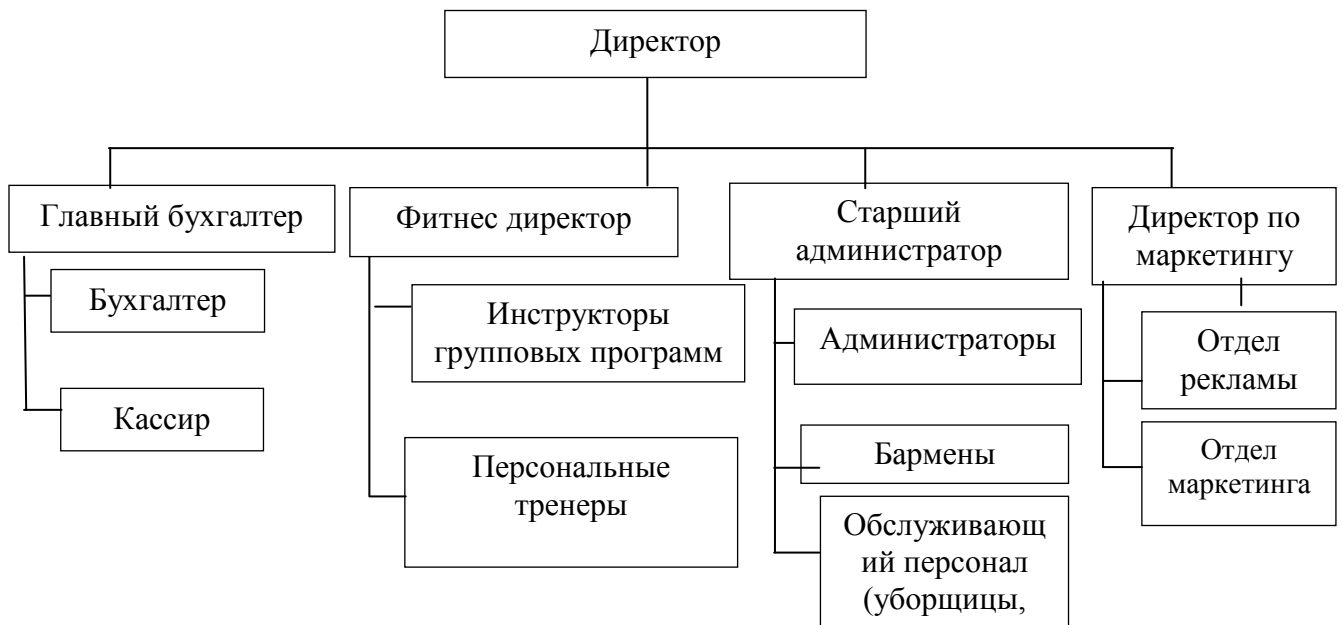 Директор
Главный бухгалтер
Фитнес директор
Старший
администратор
Директор по
маркетингу
Бухгалтер
Кассир
Инструкторы
групповых программ
Персональные
тренеры
Администраторы
Бармены
Обслуживающ
ий персонал
(уборщицы,
Отдел
рекламы
Отдел
маркетинга